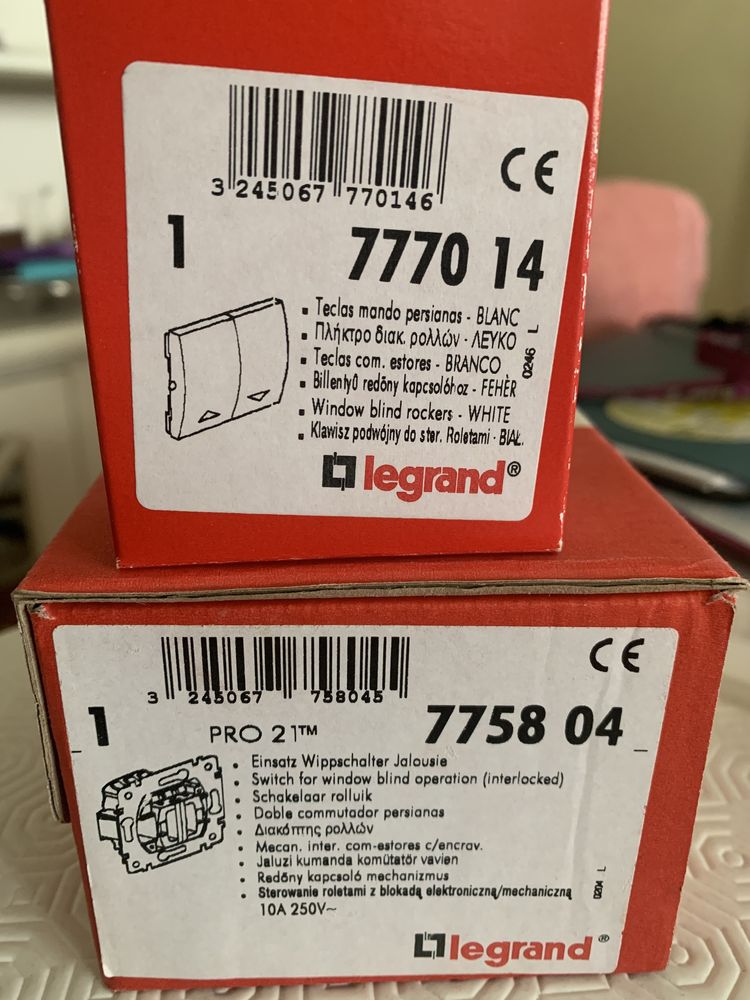 CE
3 245067 770146
1 7770 14
▪ Teclas mando persianas - BLANC
▪ Πλήκτρο διακ. ρολλών - ΛΕΥΚΟ
▪ Teclas com. estores - BRANCO
▪ Billentyű redőny kapcsolóhoz - FEHÈR
▪ Window blind rockers - WHITE
▪ Klawisz podwójny do ster. Roletami - BIAŁ.
0246 L
legrand®
CE
3 245067 758045
1 PRO 21™ 7758 04
• Einsatz Wippschalter Jalousie
• Switch for window blind operation (interlocked)
• Schakelaar rolluik
• Doble conmutador persianas
• Διακόπτης ρολλών
• Mecan. inter. com-estores c/encrav.
• Jaluzi kumanda komütatör vavien
• Redőny kapcsoló mechanizmus
• Sterowanie roletami z blokadą elektroniczną/mechaniczną
10A 250V~
0204 L
legrand®